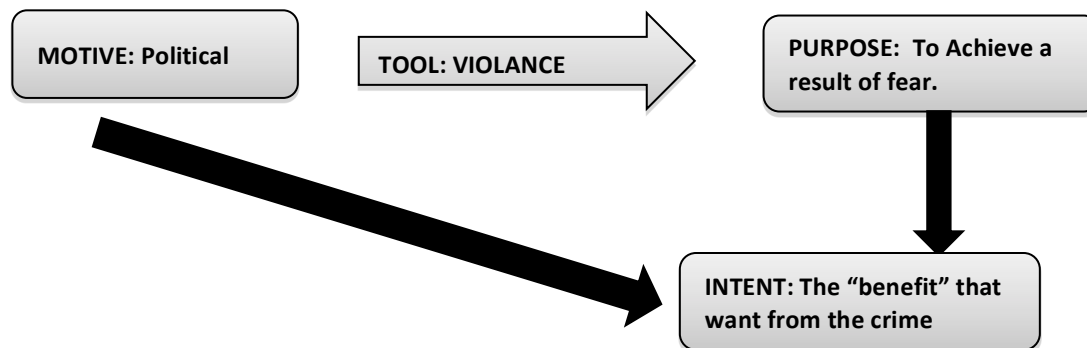 MOTIVE: Political
TOOL: VIOLANCE
PURPOSE: To Achieve a
result of fear.
INTENT: The “benefit” that
want from the crime